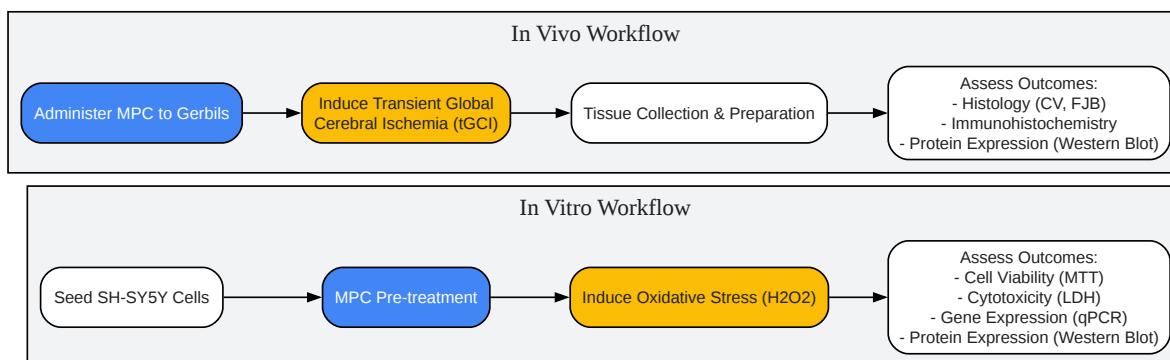 In Vivo Workflow
Administer MPC to Gerbils
Induce Transient Global
Cerebral Ischemia (tGCI)
Tissue Collection & Preparation
Assess Outcomes:
- Histology (CV, FJB)
- Immunohistochemistry
- Protein Expression (Western Blot)
In Vitro Workflow
Seed SH-SY5Y Cells
MPC Pre-treatment
Induce Oxidative Stress (H2O2)
Assess Outcomes:
- Cell Viability (MTT)
- Cytotoxicity (LDH)
- Gene Expression (qPCR)
- Protein Expression (Western Blot)